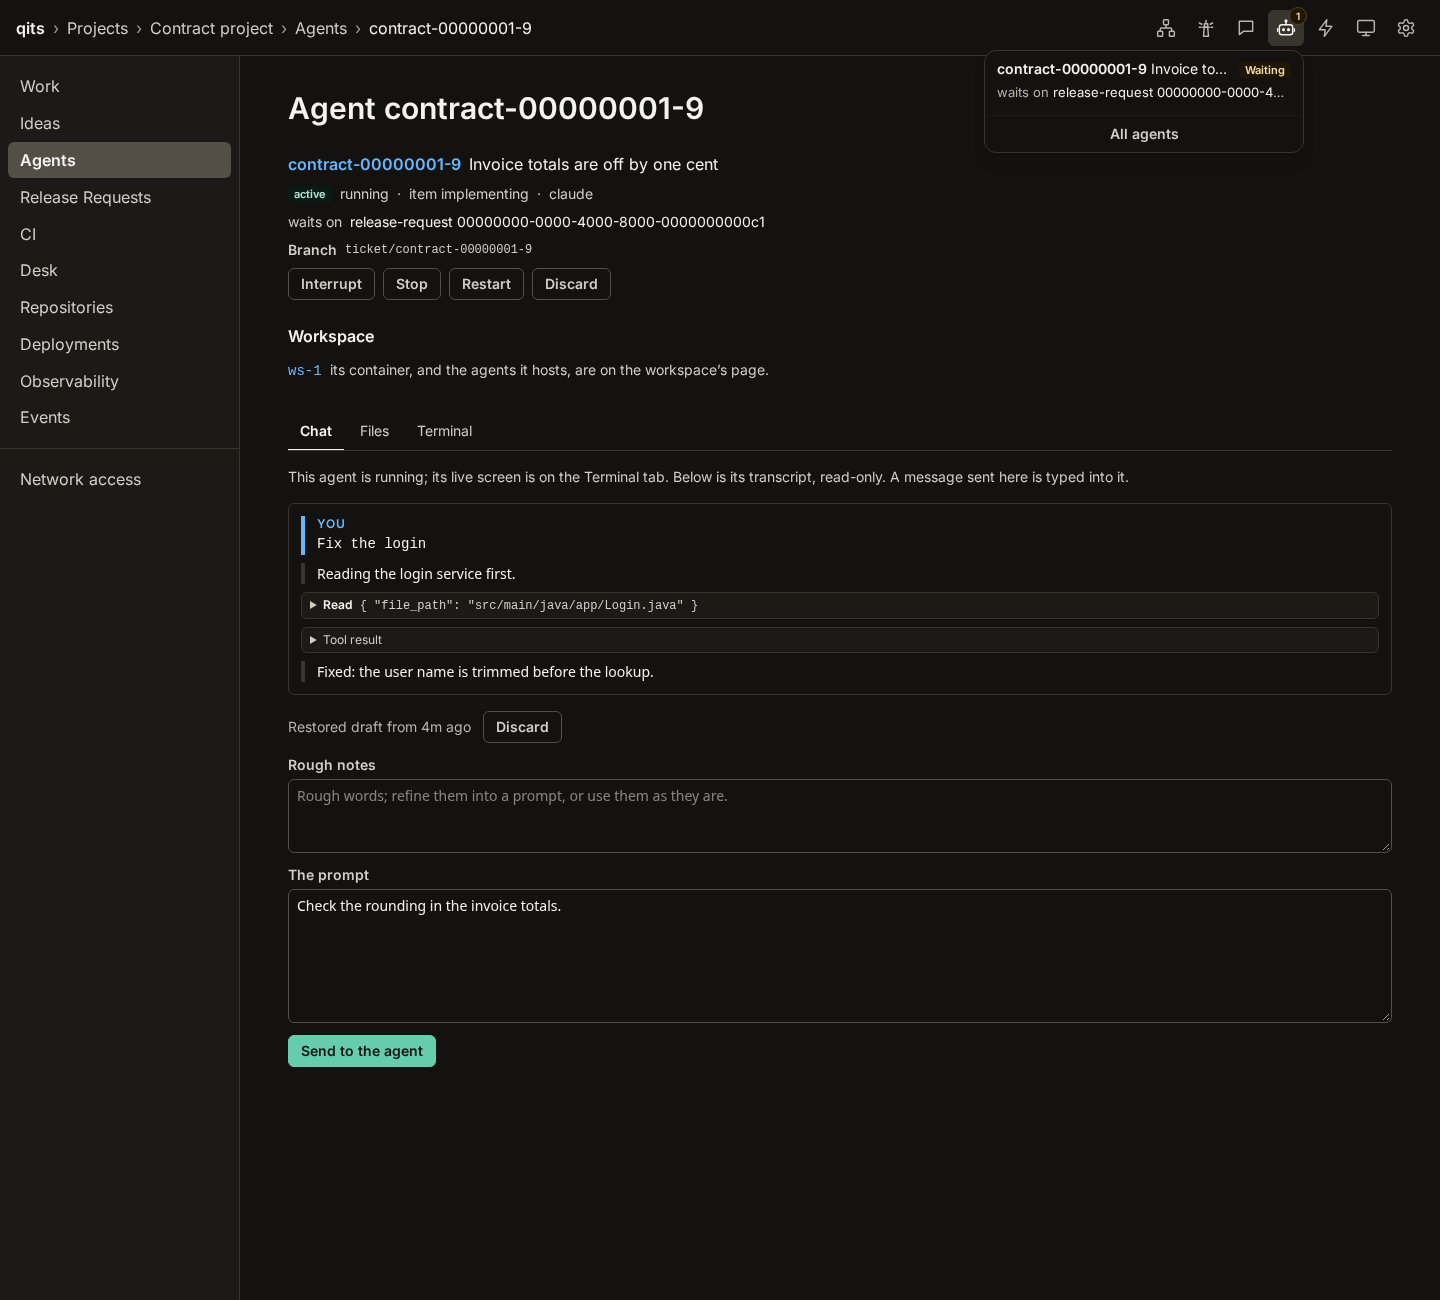 qits › Projects › Contract project › Agents › contract-00000001-9
1
contract-00000001-9 Invoice to... Waiting
waits on release-request 00000000-0000-4...
All agents
Work
Ideas
Agents
Release Requests
CI
Desk
Repositories
Deployments
Observability
Events
Network access
Agent contract-00000001-9
contract-00000001-9 Invoice totals are off by one cent
active running · item implementing · claude
waits on release-request 00000000-0000-4000-8000-0000000000c1
Branch ticket/contract-00000001-9
Interrupt Stop Restart Discard
Workspace
ws-1 its container, and the agents it hosts, are on the workspace’s page.
Chat Files Terminal
This agent is running; its live screen is on the Terminal tab. Below is its transcript, read-only. A message sent here is typed into it.
YOU
Fix the login
Reading the login service first.
Read { "file_path": "src/main/java/app/Login.java" }
Tool result
Fixed: the user name is trimmed before the lookup.
Restored draft from 4m ago Discard
Rough notes
Rough words; refine them into a prompt, or use them as they are.
The prompt
Check the rounding in the invoice totals.
Send to the agent